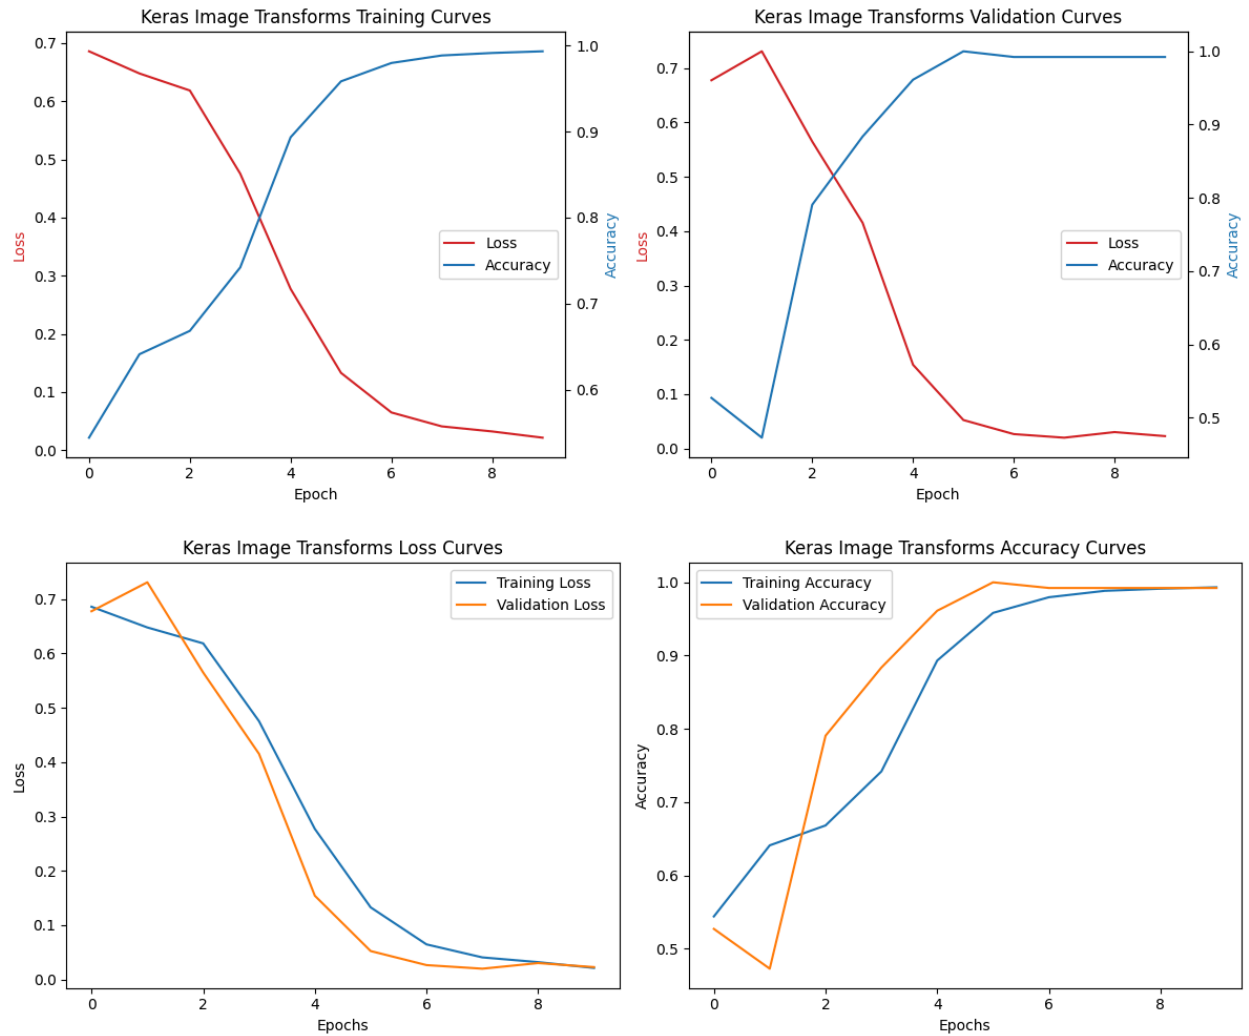 Keras Image Transforms Training Curves
0.7
0.6
0.5
0.4
0.3
0.2
0.1
0.0
Loss
1.0
0.9
0.8
0.7
0.6
Accuracy
Loss
Accuracy
0 2 4 6 8
Epoch
Keras Image Transforms Validation Curves
0.7
0.6
0.5
0.4
0.3
0.2
0.1
0.0
Loss
1.0
0.9
0.8
0.7
0.6
0.5
Accuracy
Loss
Accuracy
0 2 4 6 8
Epoch
Keras Image Transforms Loss Curves
0.7
0.6
0.5
0.4
0.3
0.2
0.1
0.0
Loss
Training Loss
Validation Loss
0 2 4 6 8
Epochs
Keras Image Transforms Accuracy Curves
1.0
0.9
0.8
0.7
0.6
0.5
Accuracy
Training Accuracy
Validation Accuracy
0 2 4 6 8
Epochs